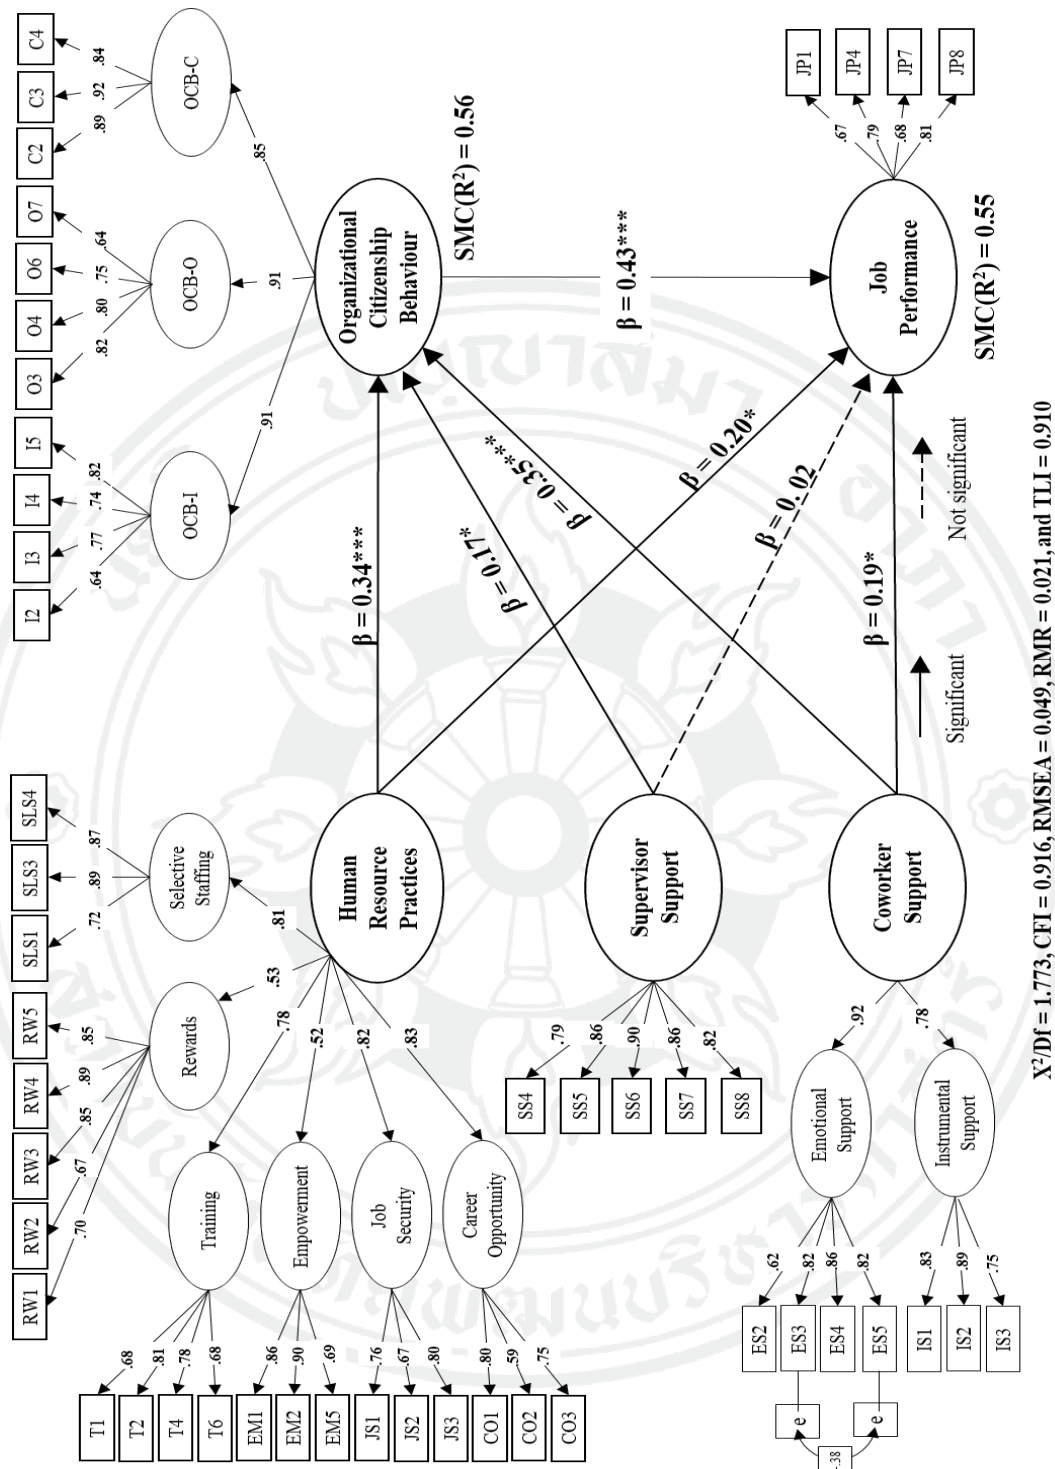 RW1
RW2
RW3
RW4
RW5
SLS1
SLS3
SLS4
I2
I3
I4
I5
O3
O4
O6
O7
C2
C3
C4
.70
.67
.85
.89
.85
.72
.89
.87
.64
.77
.74
.82
.82
.80
.75
.64
.89
.92
.84
Rewards
Selective
Staffing
OCB-I
OCB-O
OCB-C
T1
T2
T4
T6
.68
.81
.78
.68
Training
.78
.53
.81
.91
.91
.85
EM1
EM2
EM5
.86
.90
.69
Empowerment
.52
JS1
JS2
JS3
.76
.67
.80
Job
Security
.82
CO1
CO2
CO3
.80
.59
.75
Career
Opportunity
.83
Human
Resource
Practices
β = 0.34***
Organizational
Citizenship
Behaviour
SMC(R²) = 0.56
β = 0.17*
β = 0.35***
SS4
SS5
SS6
SS7
SS8
.79
.86
.90
.86
.82
Supervisor
Support
β = 0.43***
β = 0.20*
β = 0.02
ES2
ES3
ES4
ES5
.62
.82
.86
.82
e
e
.38
Emotional
Support
.92
IS1
IS2
IS3
.83
.89
.75
Instrumental
Support
.78
Coworker
Support
β = 0.19*
Job
Performance
SMC(R²) = 0.55
.67
.79
.68
.81
JP1
JP4
JP7
JP8
Significant
Not significant
X²/Df = 1.773, CFI = 0.916, RMSEA = 0.049, RMR = 0.021, and TLI = 0.910